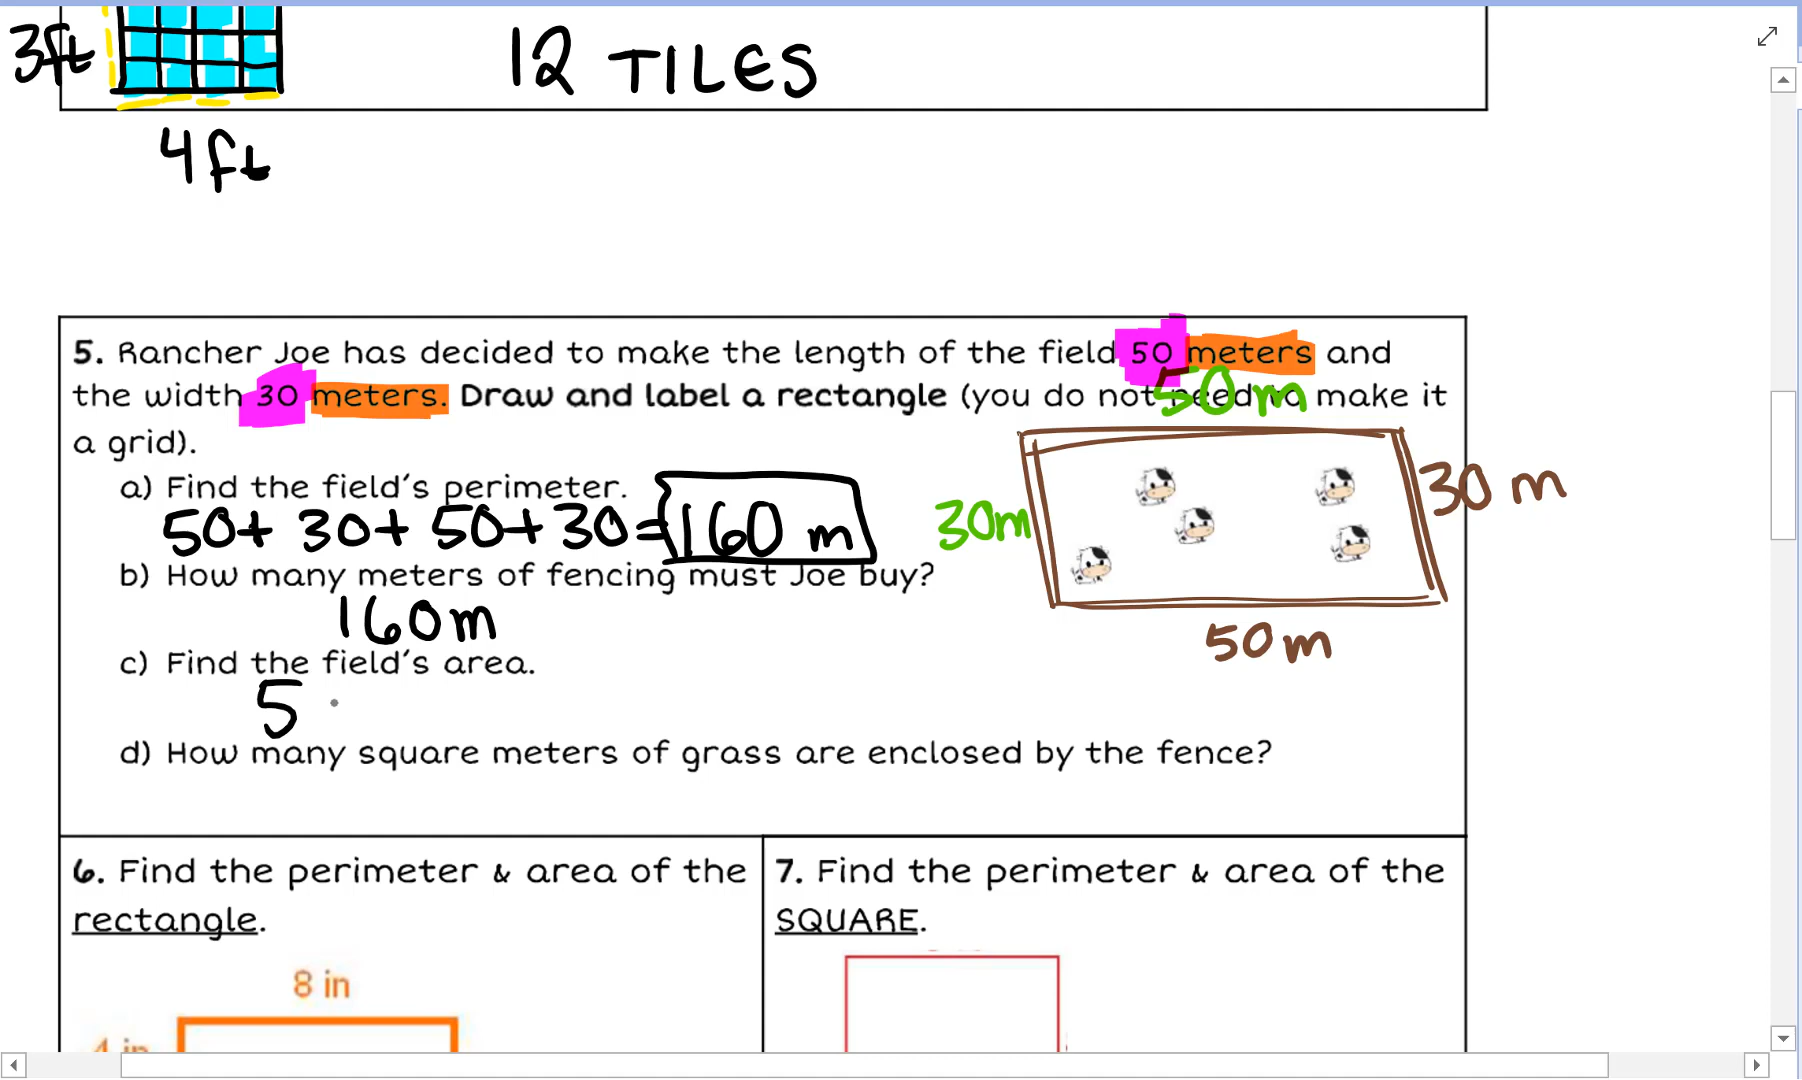 3ft
12 TILES
4ft
5. Rancher Joe has decided to make the length of the field 50 meters and
the width 30 meters. Draw and label a rectangle (you do not need to make it
a grid).
50m
a) Find the field's perimeter.
50+ 30+ 50+30= 160 m
30m
30 m
b) How many meters of fencing must Joe buy?
160m
50m
c) Find the field's area.
5
d) How many square meters of grass are enclosed by the fence?
6. Find the perimeter & area of the
rectangle.
8 in
4 in
7. Find the perimeter & area of the
SQUARE.